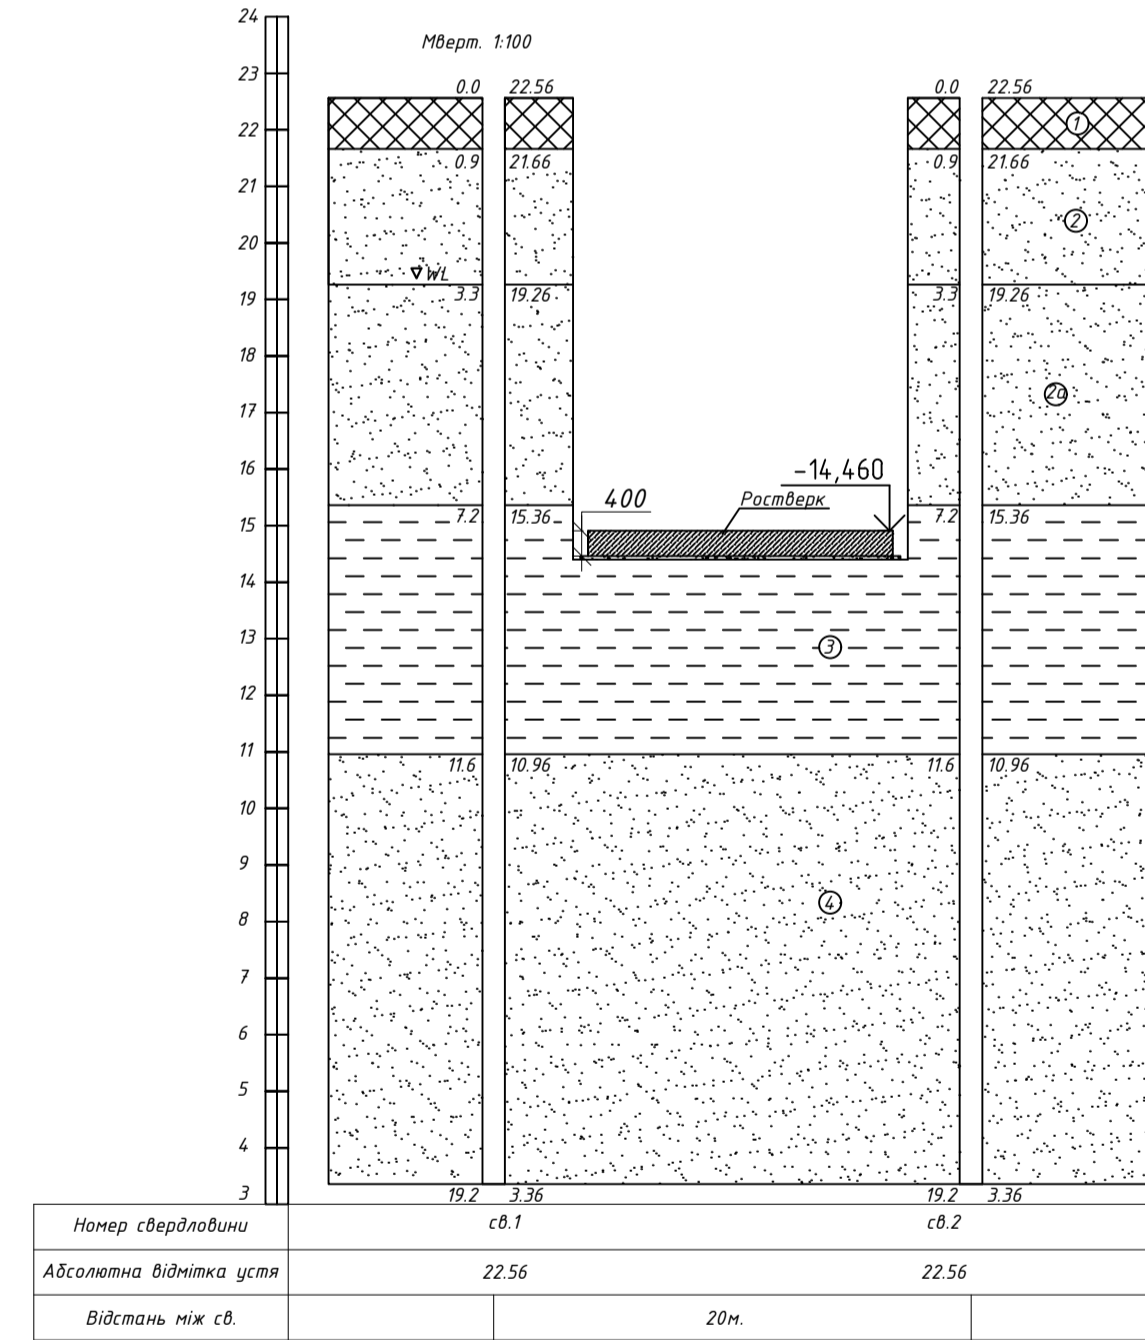 24
Мверт. 1:100
23
0.0 22.56 0.0 22.56
22
1
0.9 21.66 0.9 21.66
21
2
20
WL
3.3 19.26 3.3 19.26
19
18
2а
17
16
-14,460
400 Ростверк
7.2 15.36 7.2 15.36
15
14
13
3
12
11
11.6 10.96 11.6 10.96
10
9
4
8
7
6
5
4
3
19.2 3.36 19.2 3.36
Номер свердловини св.1 св.2
Абсолютна відмітка устя 22.56 22.56
Відстань між св. 20м.